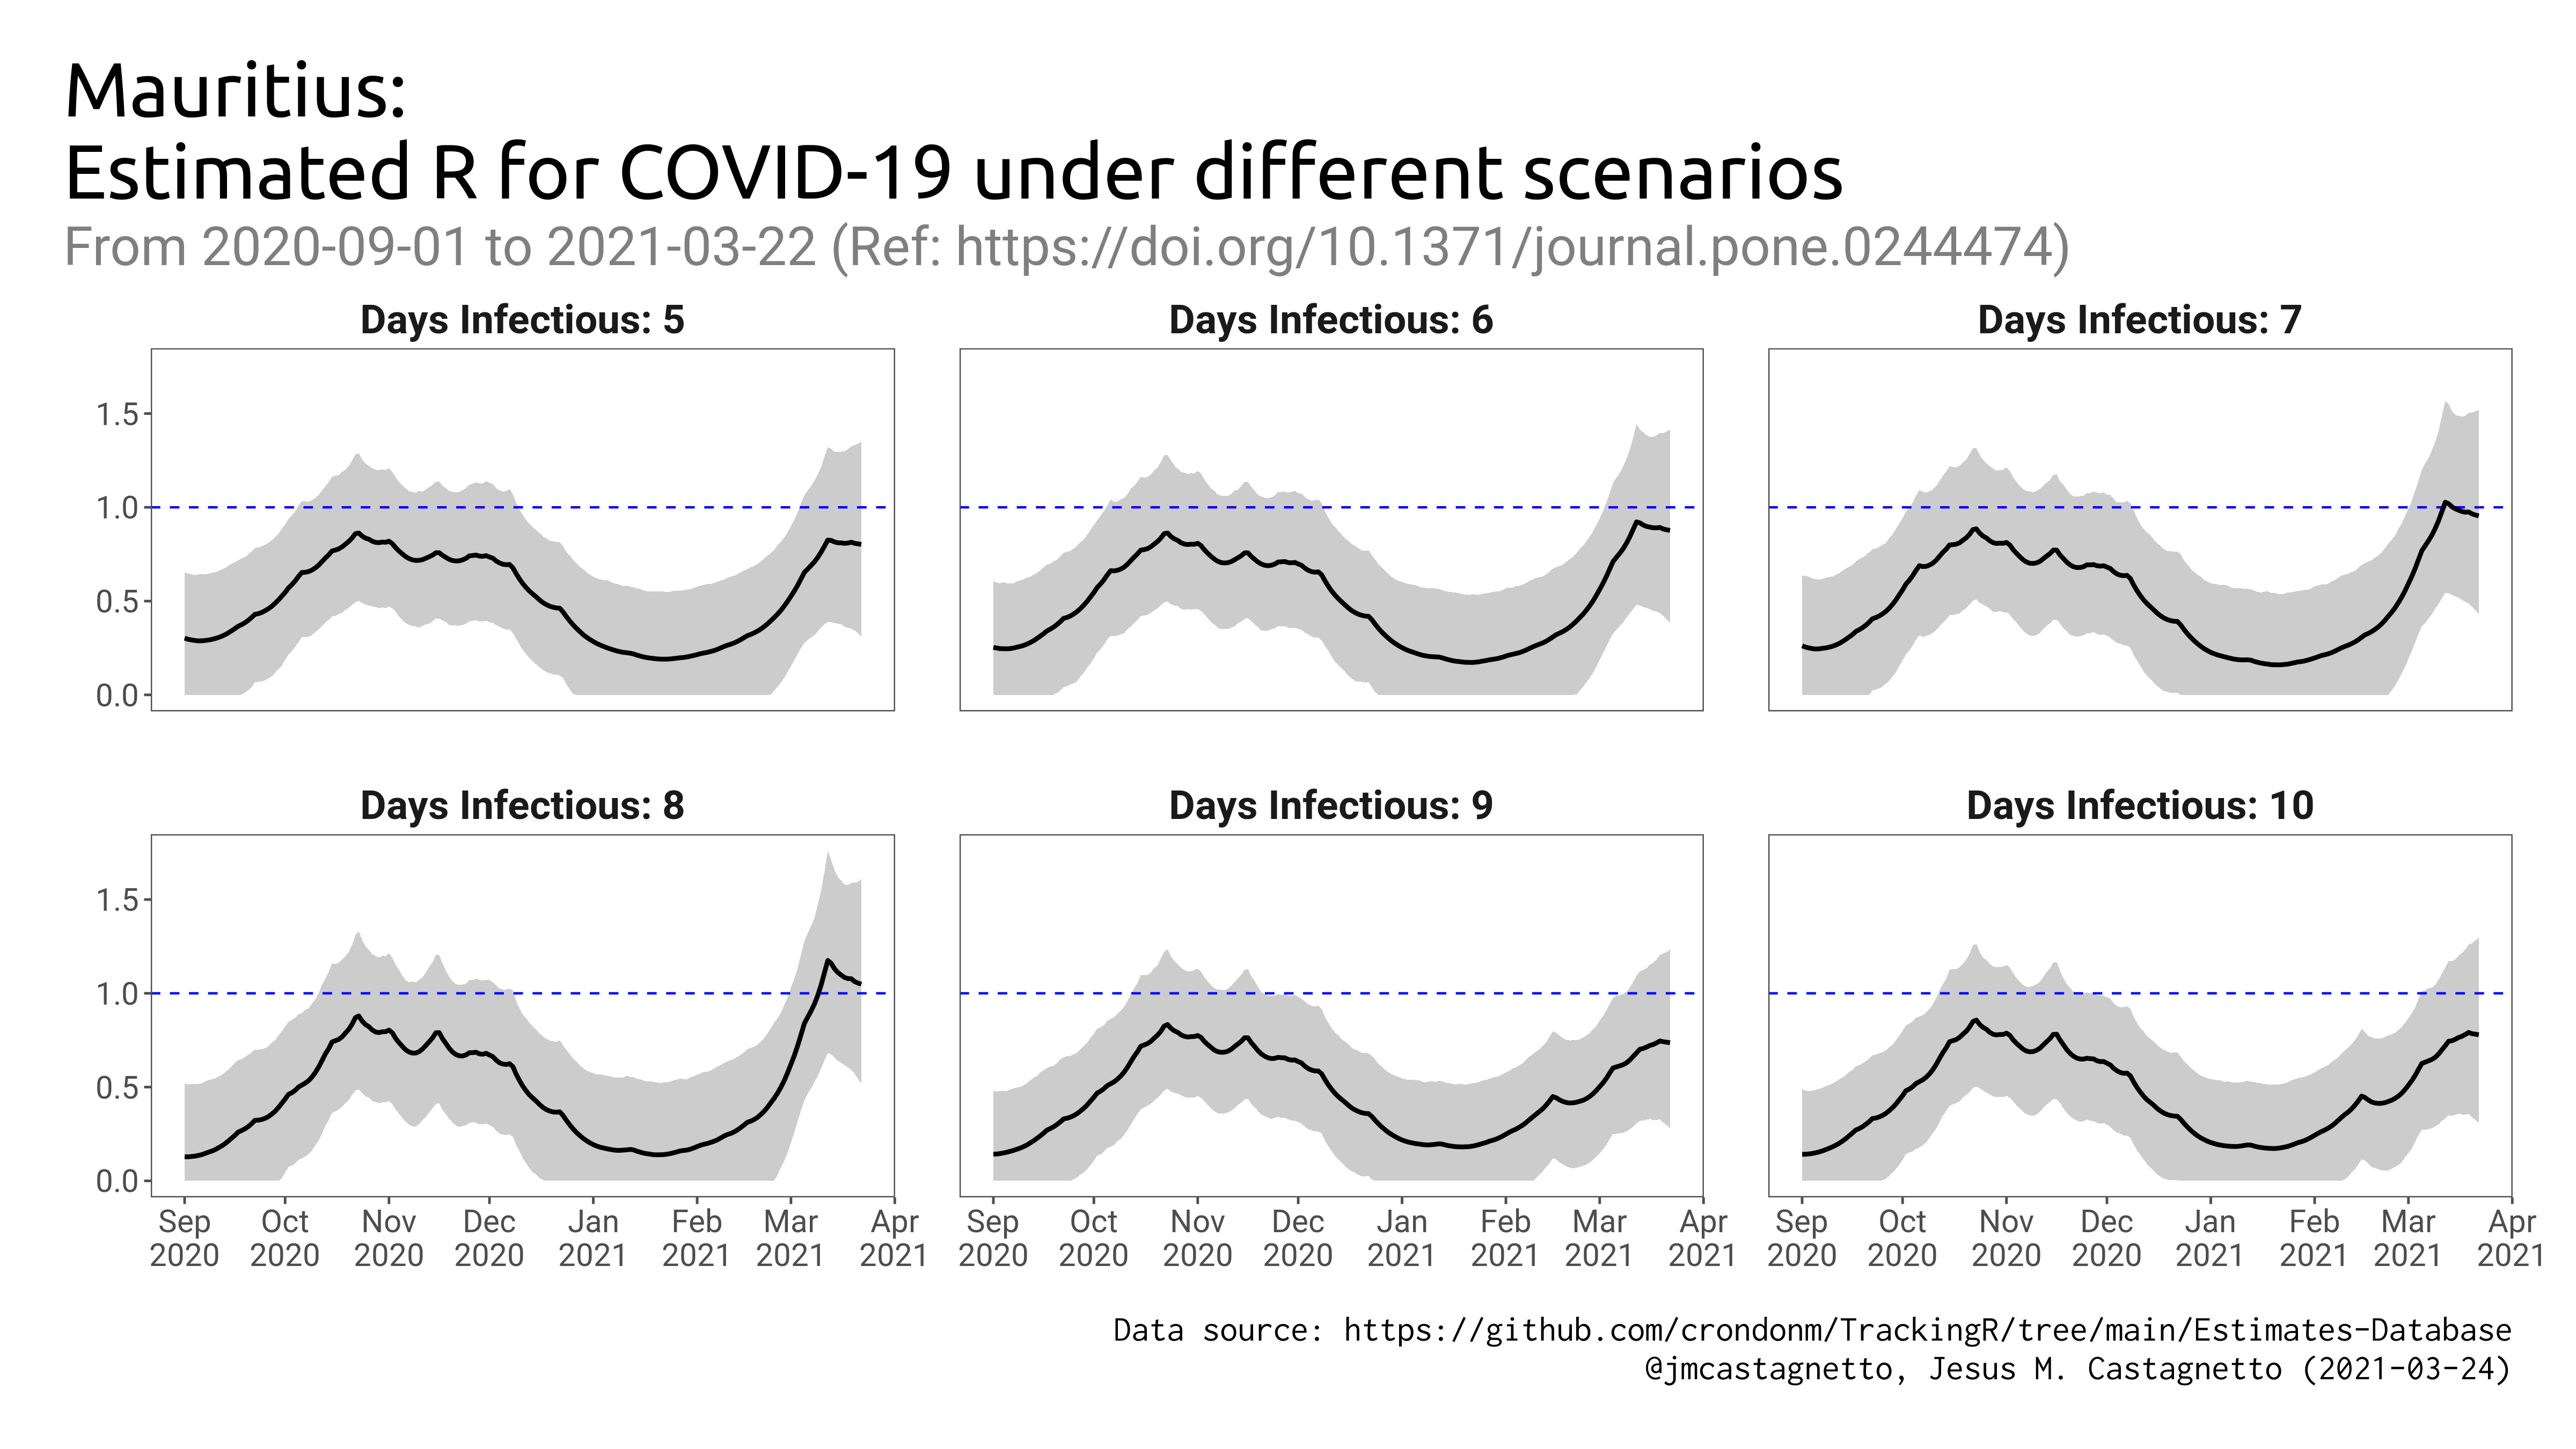 Mauritius:
Estimated R for COVID-19 under different scenarios
From 2020-09-01 to 2021-03-22 (Ref: https://doi.org/10.1371/journal.pone.0244474)
Days Infectious: 5
Days Infectious: 6
Days Infectious: 7
1.5
1.0
0.5
0.0
Days Infectious: 8
Days Infectious: 9
Days Infectious: 10
1.5
1.0
0.5
0.0
Sep Oct Nov Dec Jan Feb Mar Apr
2020 2020 2020 2020 2021 2021 2021 2021
Sep Oct Nov Dec Jan Feb Mar Apr
2020 2020 2020 2020 2021 2021 2021 2021
Sep Oct Nov Dec Jan Feb Mar Apr
2020 2020 2020 2020 2021 2021 2021 2021
Data source: https://github.com/crondonm/TrackingR/tree/main/Estimates-Database
@jmcastagnetto, Jesus M. Castagnetto (2021-03-24)